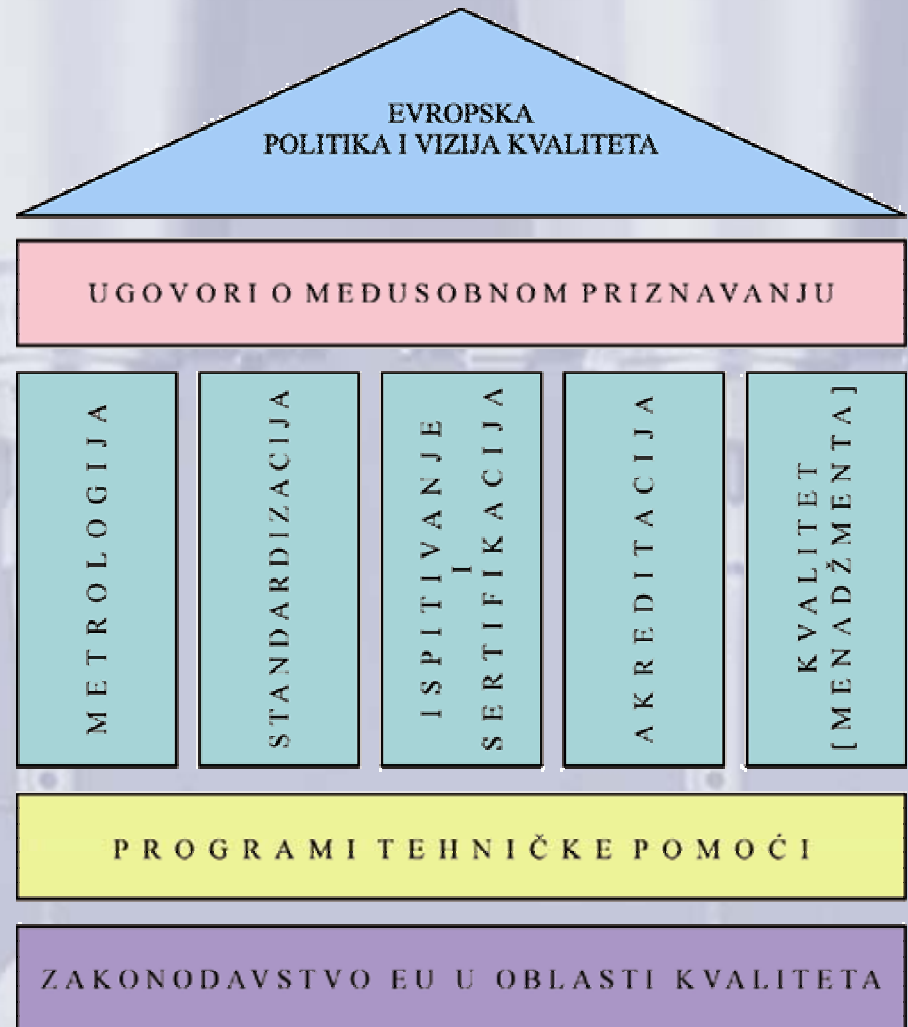 EVROPSKA
POLITIKA I VIZIJA KVALITETA
UGOVORI O MEĐUSOBNOM PRIZNAVANJU
METROLOGIJA
STANDARDIZACIJA
ISPITIVANJE
I
SERTIFIKACIJA
AKREDITACIJA
KVALITET
[MENADŽMENTA]
PROGRAMI TEHNIČKE POMOĆI
ZAKONODAVSTVO EU U OBLASTI KVALITETA